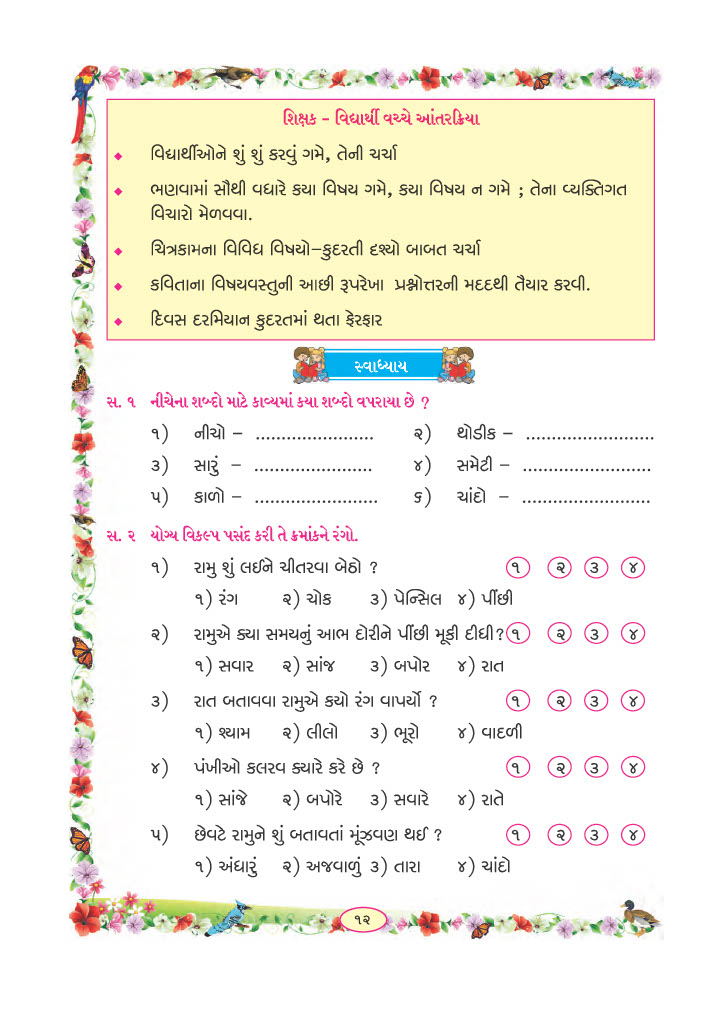 શિક્ષક - વિદ્યાર્થી વચ્ચે આંતરક્રિયા
◆ વિદ્યાર્થીઓને શું શું કરવું ગમે, તેની ચર્ચા
◆ ભણવામાં સૌથી વધારે કયા વિષય ગમે, કયા વિષય ન ગમે ; તેના વ્યક્તિગત
વિચારો મેળવવા.
◆ ચિત્રકામના વિવિધ વિષયો–કુદરતી દૃશ્યો બાબત ચર્ચા
◆ કવિતાના વિષયવસ્તુની આછી રૂપરેખા પ્રશ્નોત્તરની મદદથી તૈયાર કરવી.
◆ દિવસ દરમિયાન કુદરતમાં થતા ફેરફાર
સ્વાધ્યાય
સ. ૧ નીચેના શબ્દો માટે કાવ્યમાં કયા શબ્દો વપરાયા છે ?
૧) નીચો – ....................... ૨) થોડીક – .........................
૩) સારું – ....................... ૪) સમેટી – .........................
૫) કાળો – ........................ ૬) ચાંદો – .........................
સ. ૨ યોગ્ય વિકલ્પ પસંદ કરી તે ક્રમાંકને રંગો.
૧) રામુ શું લઈને ચીતરવા બેઠો ? ૧ ૨ ૩ ૪
૧) રંગ ૨) ચોક ૩) પેન્સિલ ૪) પીંછી
૨) રામુએ ક્યા સમયનું આભ દોરીને પીંછી મૂકી દીધી? ૧ ૨ ૩ ૪
૧) સવાર ૨) સાંજ ૩) બપોર ૪) રાત
૩) રાત બતાવવા રામુએ કયો રંગ વાપર્યો ? ૧ ૨ ૩ ૪
૧) શ્યામ ૨) લીલો ૩) ભૂરો ૪) વાદળી
૪) પંખીઓ કલરવ ક્યારે કરે છે ? ૧ ૨ ૩ ૪
૧) સાંજે ૨) બપોરે ૩) સવારે ૪) રાતે
૫) છેવટે રામુને શું બતાવતાં મૂંઝવણ થઈ ? ૧ ૨ ૩ ૪
૧) અંધારું ૨) અજવાળું ૩) તારા ૪) ચાંદો
૧૨